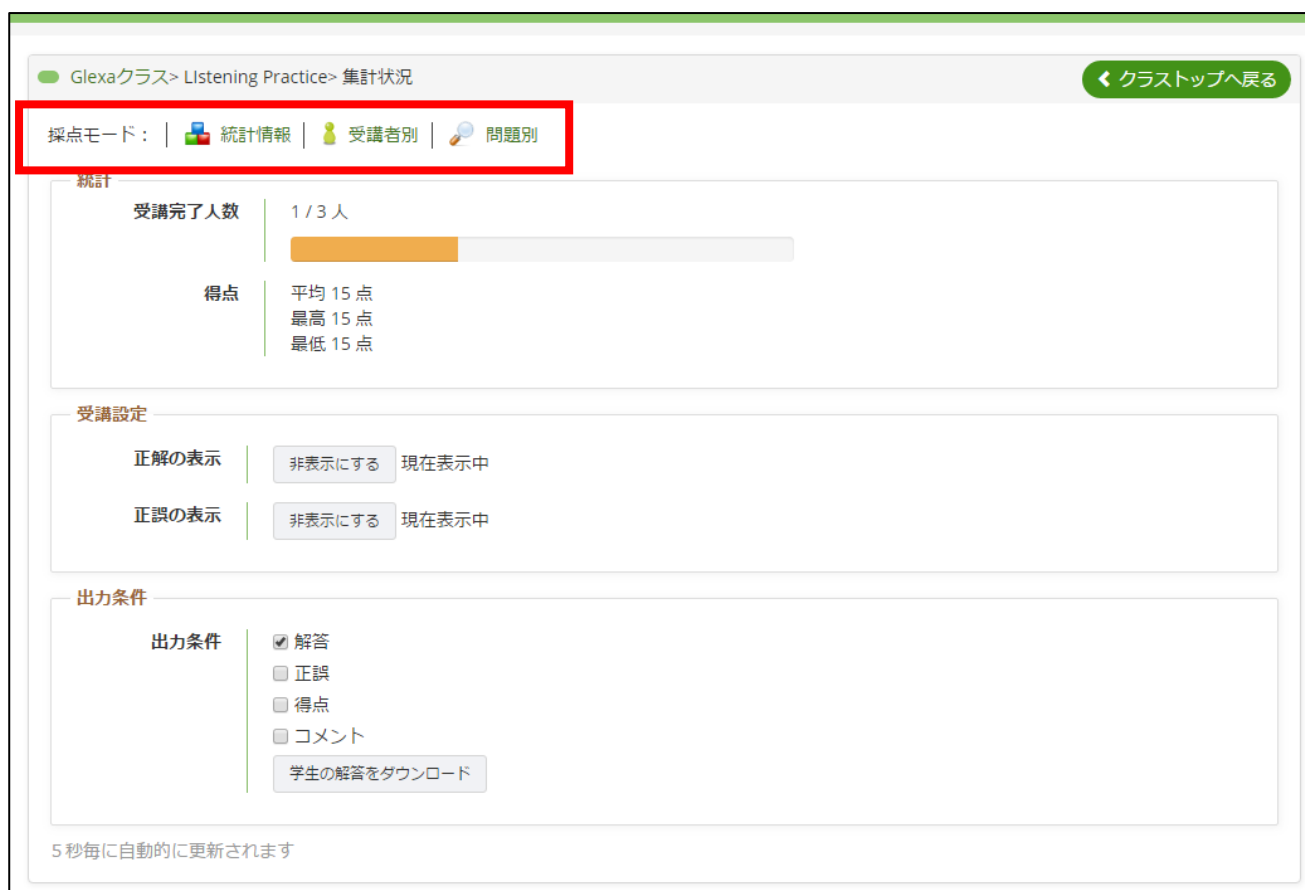 Glexaクラス> LIstening Practice> 集計状況
クラストップへ戻る
採点モード： | 統計情報 | 受講者別 | 問題別
統計
受講完了人数 1 / 3 人
得点 平均 15 点
最高 15 点
最低 15 点
受講設定
正解の表示 非表示にする 現在表示中
正誤の表示 非表示にする 現在表示中
出力条件
出力条件 解答
正誤
得点
コメント
学生の解答をダウンロード
5 秒毎に自動的に更新されます